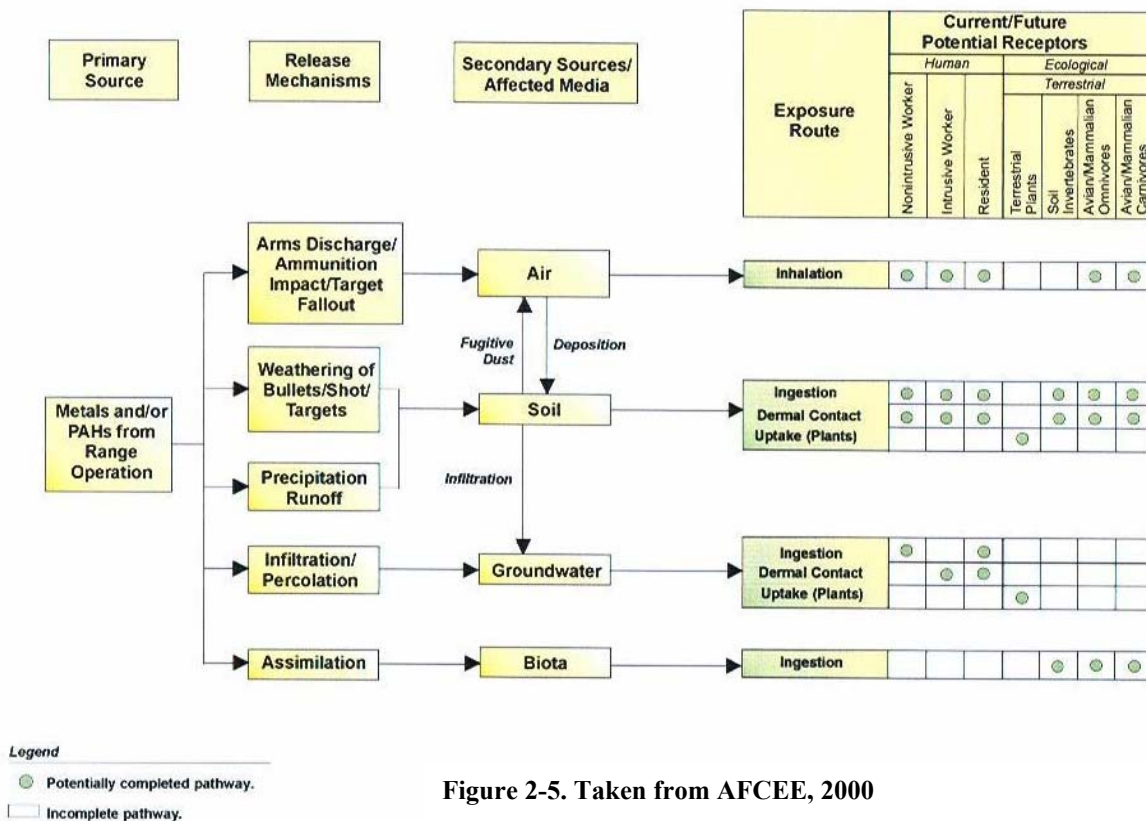 Primary
Source
Release
Mechanisms
Secondary Sources/
Affected Media
Exposure
Route
Current/Future
Potential Receptors
Human
Ecological
Terrestrial
Nonintrusive Worker
Intrusive Worker
Resident
Terrestrial
Plants
Soil
Invertebrates
Avian/Mammalian
Omnivores
Avian/Mammalian
Carnivores
Metals and/or
PAHs from
Range
Operation
Arms Discharge/
Ammunition
Impact/Target
Fallout
Air
Inhalation
Fugitive
Dust
Deposition
Weathering of
Bullets/Shot/
Targets
Soil
Ingestion
Dermal Contact
Uptake (Plants)
Precipitation
Runoff
Infiltration
Infiltration/
Percolation
Groundwater
Ingestion
Dermal Contact
Uptake (Plants)
Assimilation
Biota
Ingestion
Legend
Potentially completed pathway.
Incomplete pathway.
Figure 2-5. Taken from AFCEE, 2000